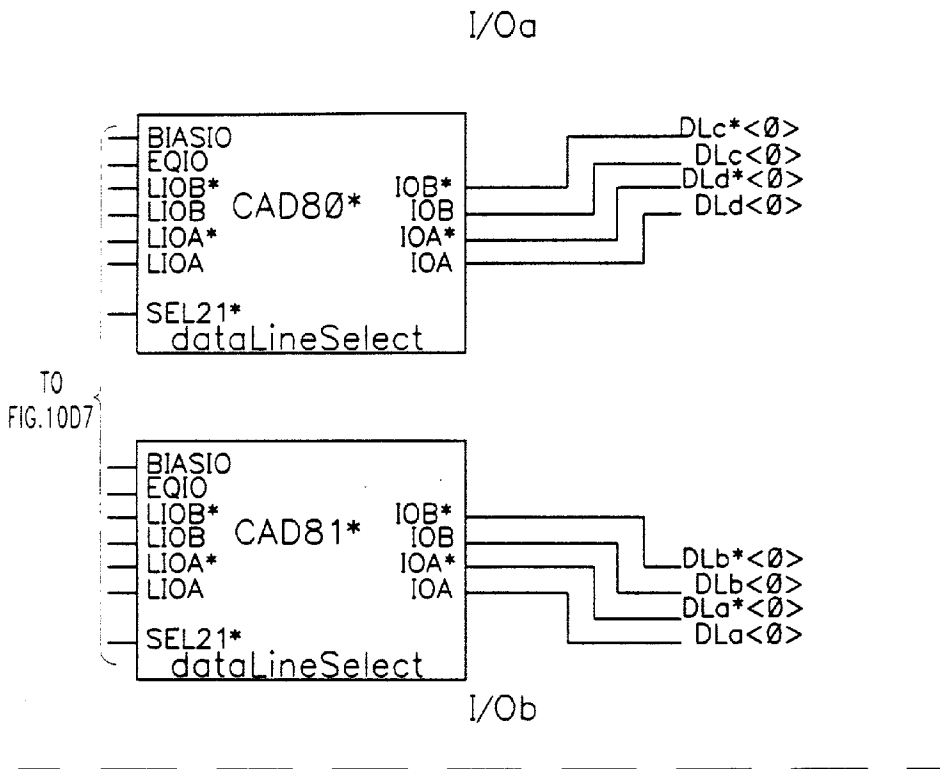 I/Oa
BIASIO
EQIO
LIOB*
LIOB
LIOA*
LIOA
SEL21*
CAD8Ø*
IOB*
IOB
IOA*
IOA
dataLineSelect
DLc*<Ø>
DLc<Ø>
DLd*<Ø>
DLd<Ø>
TO
FIG.10D7
BIASIO
EQIO
LIOB*
LIOB
LIOA*
LIOA
SEL21*
CAD81*
IOB*
IOB
IOA*
IOA
dataLineSelect
DLb*<Ø>
DLb<Ø>
DLa*<Ø>
DLa<Ø>
I/Ob